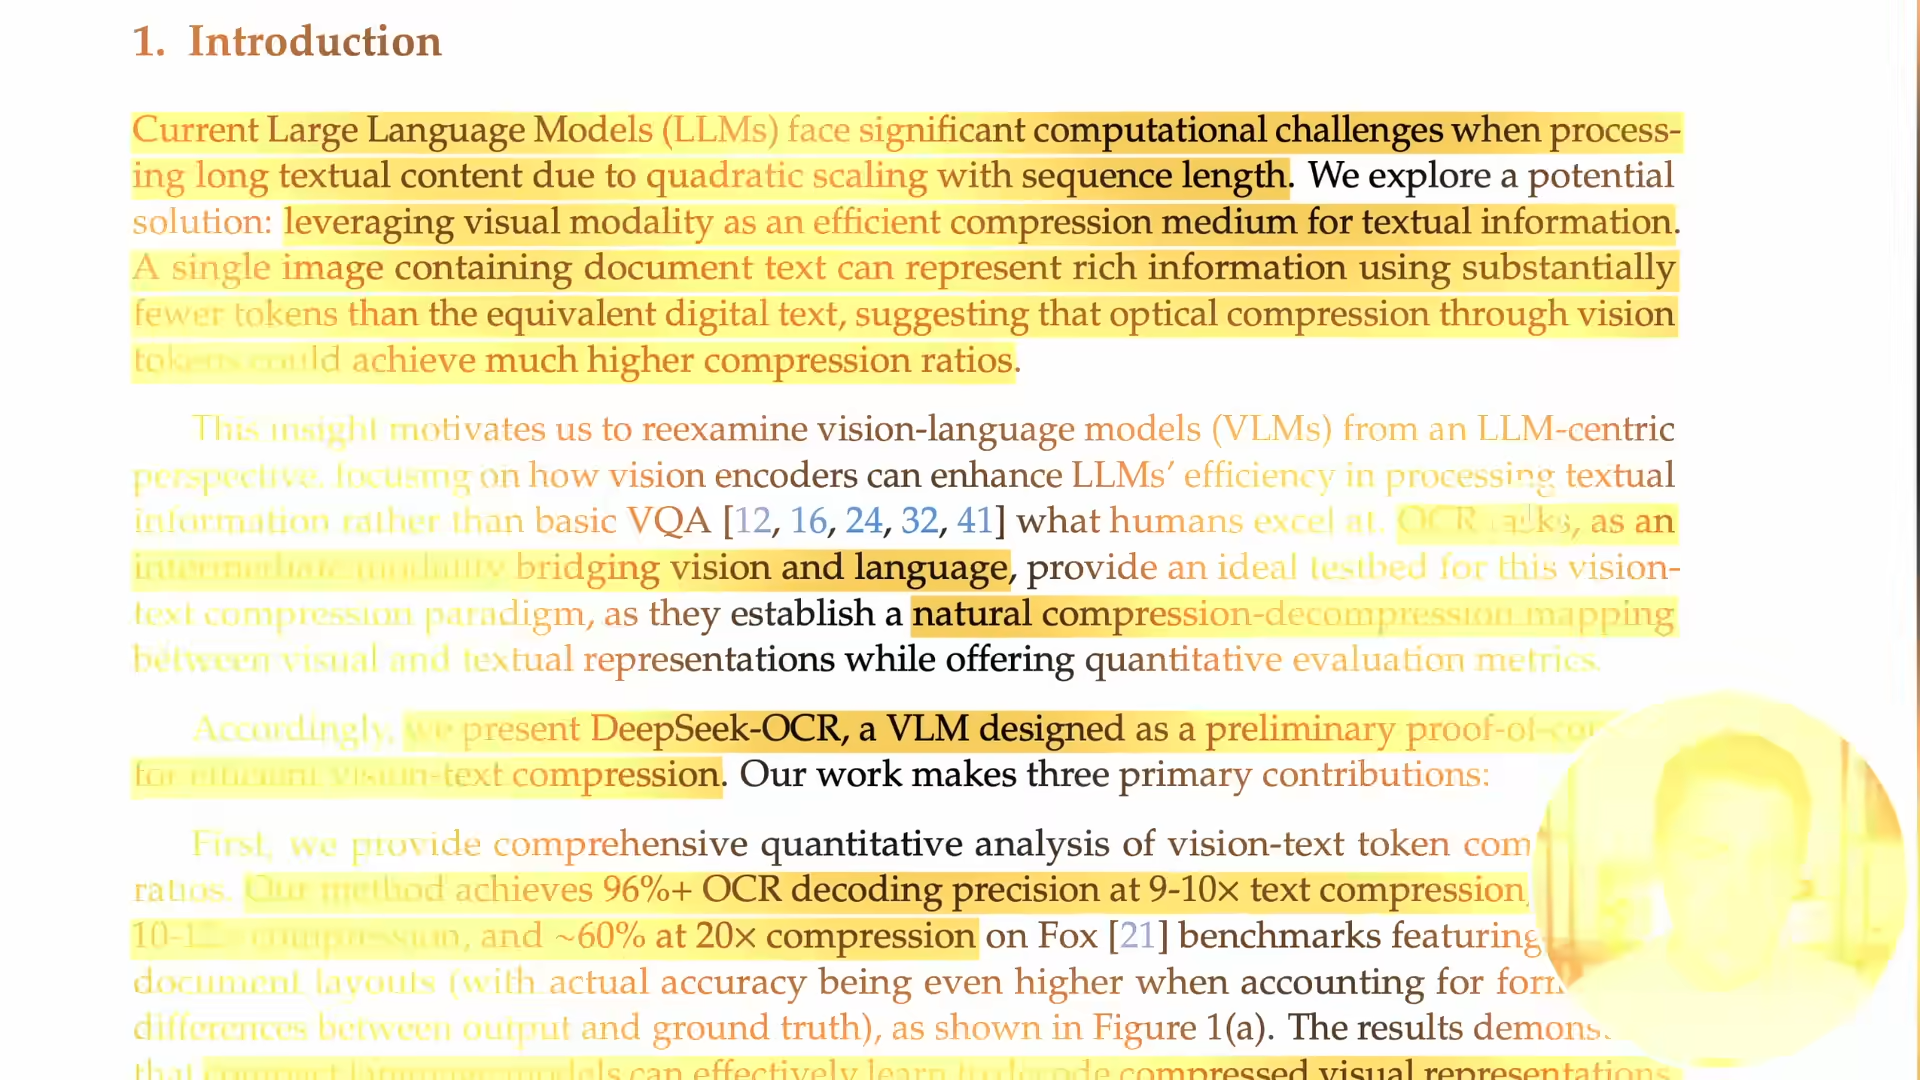 1. Introduction
Current Large Language Models (LLMs) face significant computational challenges when process-
ing long textual content due to quadratic scaling with sequence length. We explore a potential
solution: leveraging visual modality as an efficient compression medium for textual information.
A single image containing document text can represent rich information using substantially
fewer tokens than the equivalent digital text, suggesting that optical compression through vision
tokens could achieve much higher compression ratios.
This insight motivates us to reexamine vision-language models (VLMs) from an LLM-centric
perspective, focusing on how vision encoders can enhance LLMs' efficiency in processing textual
information rather than basic VQA [12, 16, 24, 32, 41] what humans excel at. OCR tasks, as an
intermediate modality bridging vision and language, provide an ideal testbed for this vision-
text compression paradigm, as they establish a natural compression-decompression mapping
between visual and textual representations while offering quantitative evaluation metrics.
Accordingly, we present DeepSeek-OCR, a VLM designed as a preliminary
for efficient vision-text compression. Our work makes three primary contributions:
First, we provide comprehensive quantitative analysis of vision-text token
ratios. Our method achieves 96%+ OCR decoding precision at 9-10× text compression,
compression, and ~60% at 20× compression on Fox [21] benchmarks featuring
document layouts (with actual accuracy being even higher when accounting for
differences between output and ground truth), as shown in Figure 1(a). The results
that compact language models can effectively learn to decode compressed visual representations,